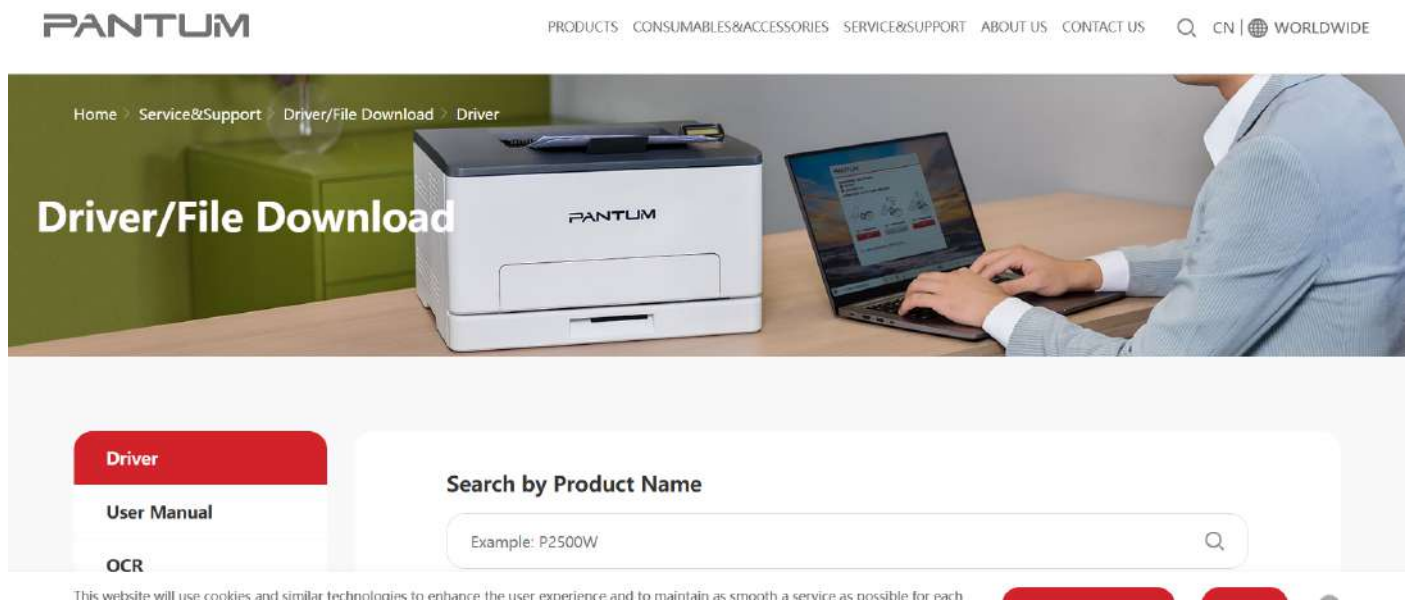 PANTUM
PRODUCTS CONSUMABLES&ACCESSORIES SERVICE&SUPPORT ABOUT US CONTACT US CN | WORLDWIDE
Home > Service&Support > Driver/File Download > Driver
Driver/File Download
PANTUM
Driver
Search by Product Name
User Manual
Example: P2500W
OCR
This website will use cookies and similar technologies to enhance the user experience and to maintain as smooth a service as possible for each